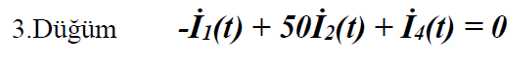 3.Düğüm -İ₁(t) + 50İ₂(t) + İ₄(t) = 0